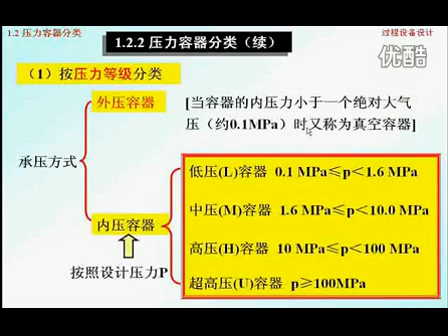 1.2 压力容器分类
过程设备设计
优酷
1.2.2 压力容器分类（续）
（1）按压力等级分类
外压容器
[当容器的内压力小于一个绝对大气
压（约0.1MPa）时又称为真空容器]
承压方式
低压(L)容器 0.1 MPa≤p<1.6 MPa
中压(M)容器 1.6 MPa≤p<10.0 MPa
内压容器
高压(H)容器 10 MPa≤p<100 MPa
按照设计压力P
超高压(U)容器 p≥100MPa